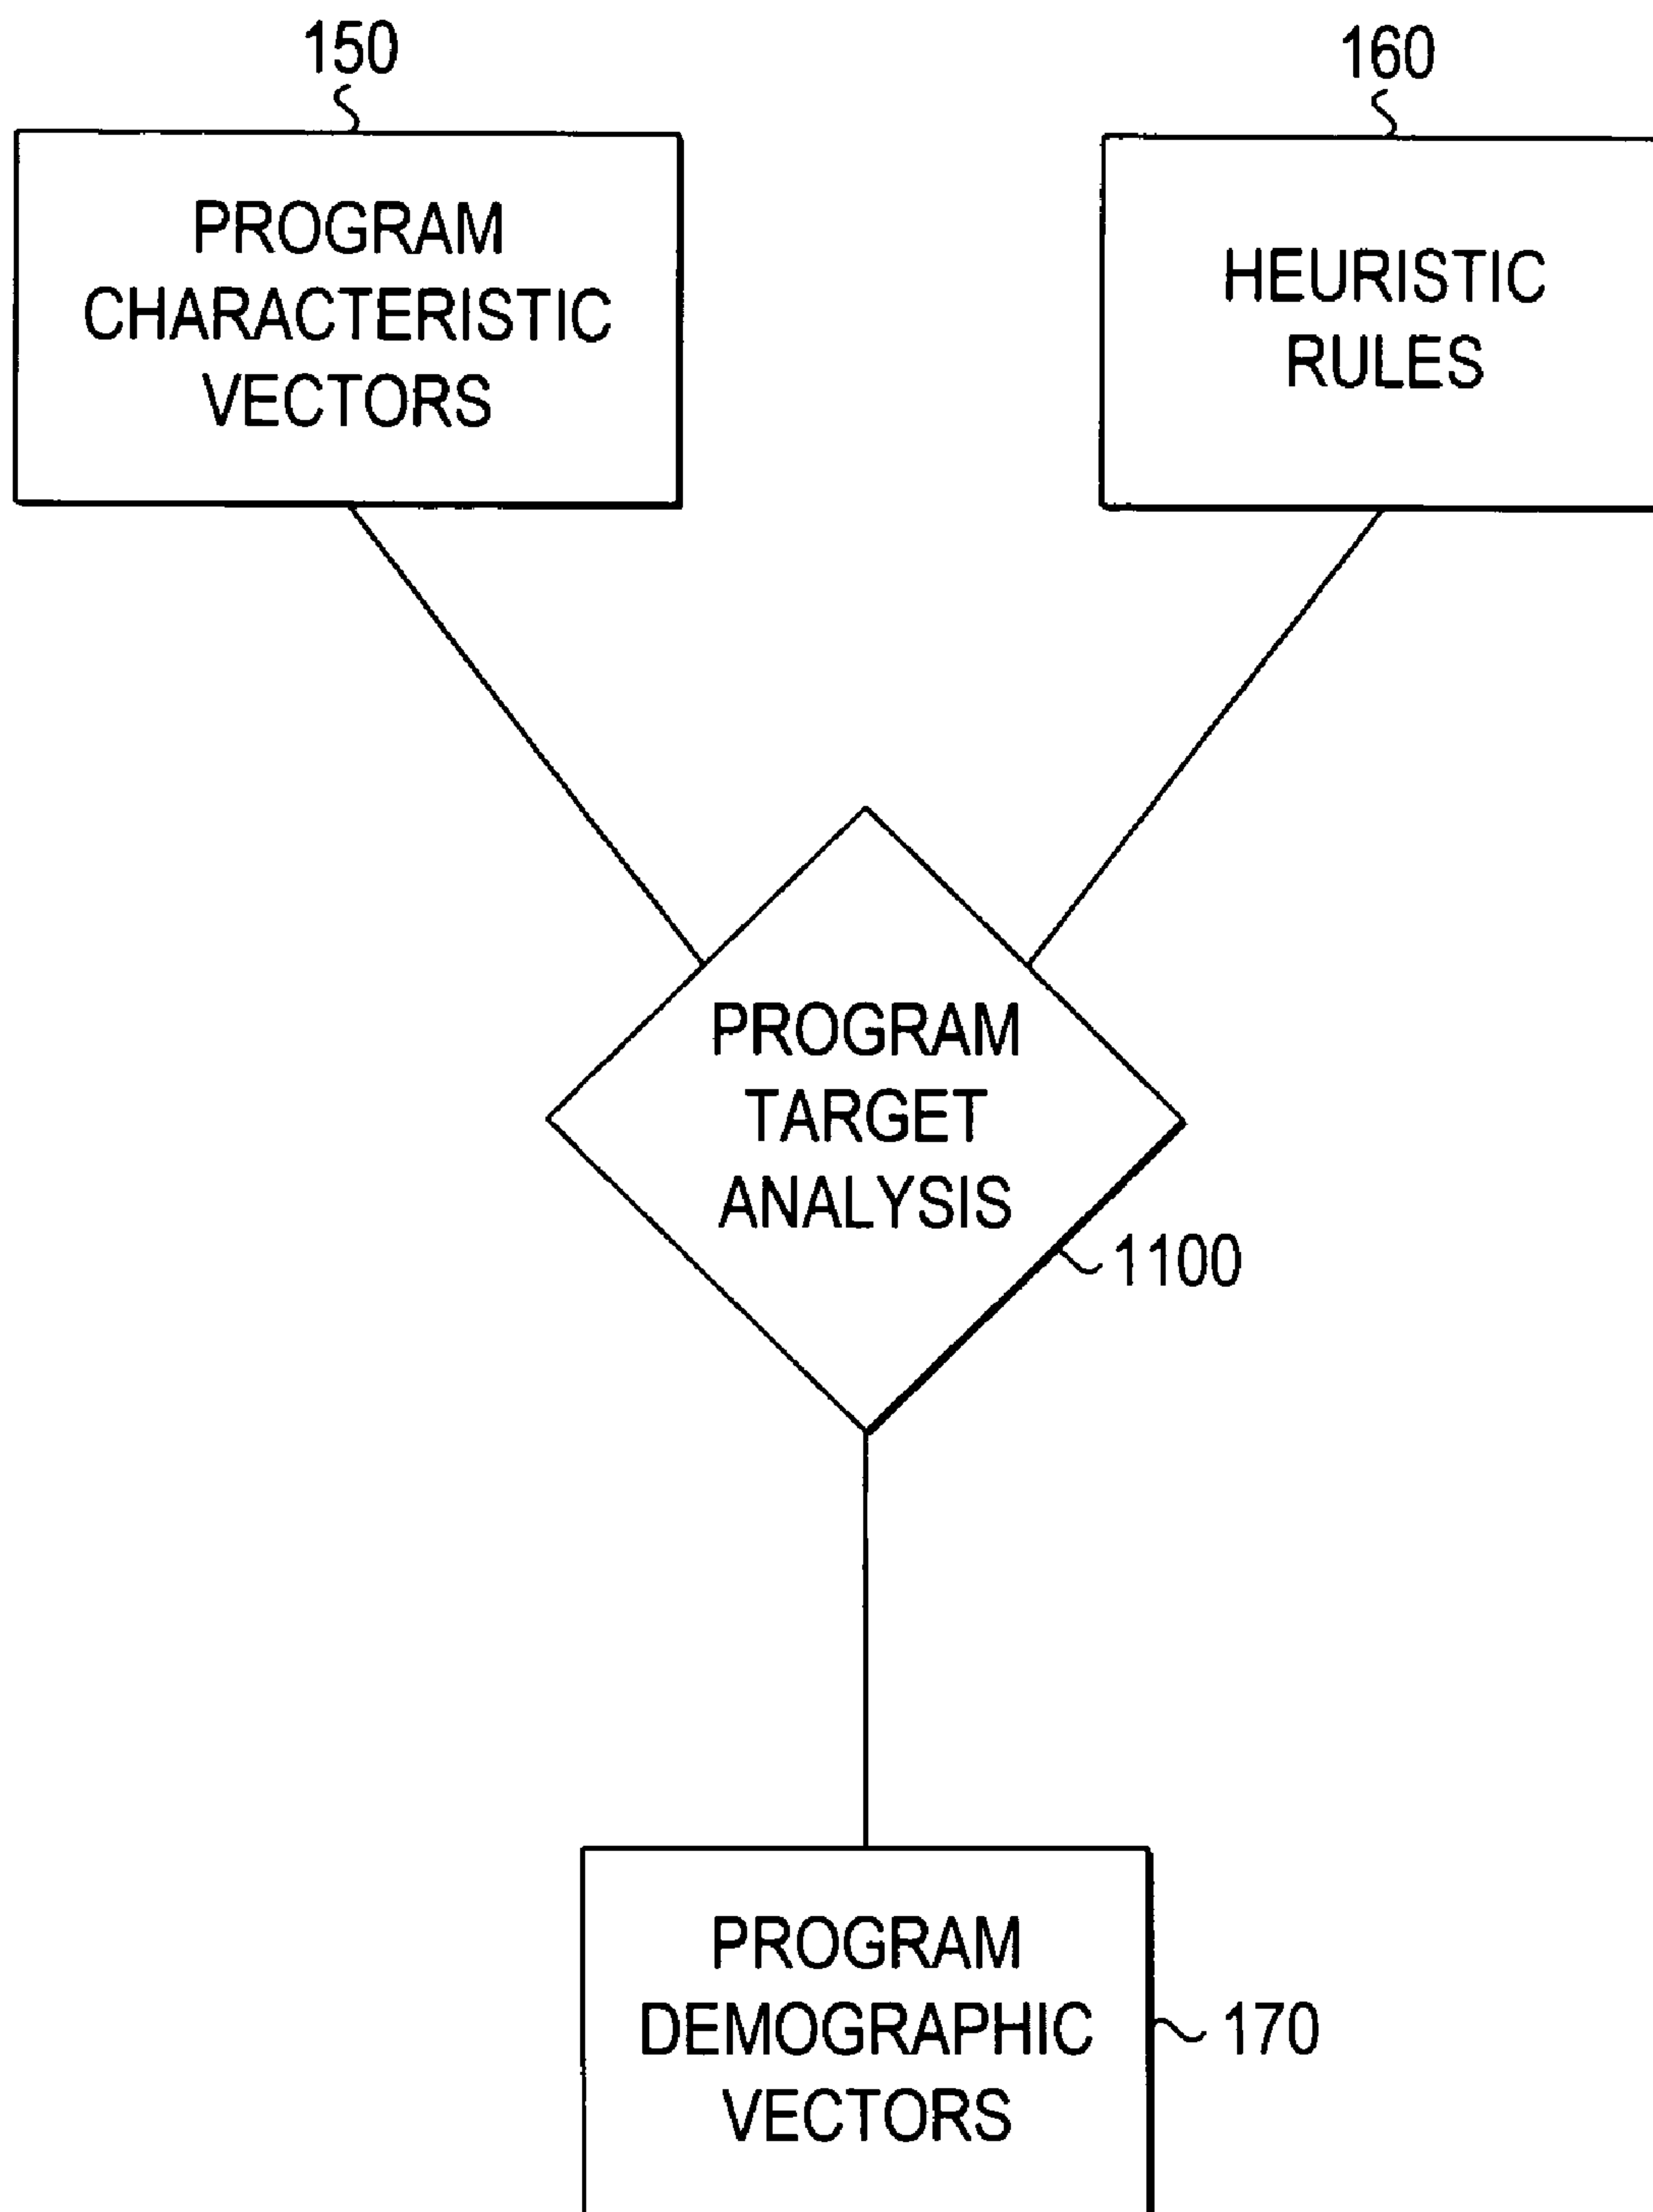 150
PROGRAM
CHARACTERISTIC
VECTORS
160
HEURISTIC
RULES
PROGRAM
TARGET
ANALYSIS
1100
PROGRAM
DEMOGRAPHIC
VECTORS
170